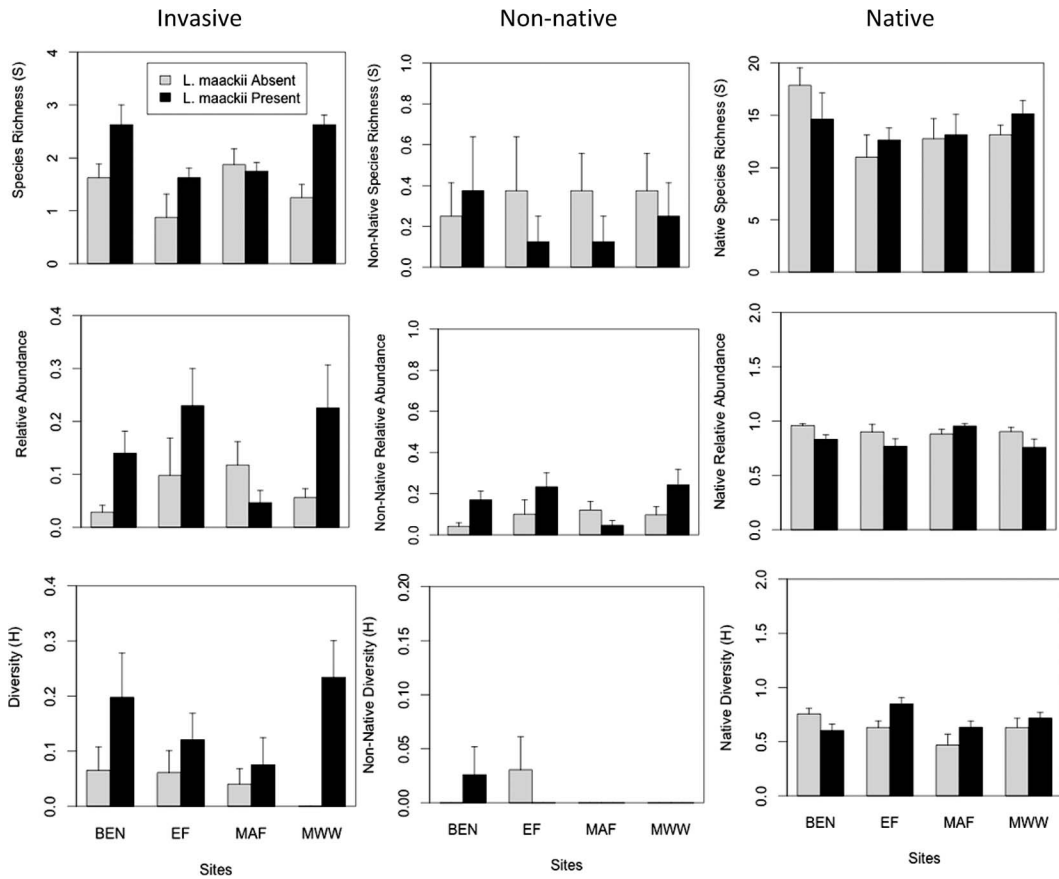 Invasive
Non-native
Native
Species Richness (S)
0 1 2 3 4
L. maackii Absent
L. maackii Present
Non-Native Species Richness (S)
0.0 0.2 0.4 0.6 0.8 1.0
Native Species Richness (S)
0 5 10 15 20
Relative Abundance
0.0 0.1 0.2 0.3 0.4
Non-Native Relative Abundance
0.0 0.2 0.4 0.6 0.8 1.0
Native Relative Abundance
0.0 0.5 1.0 1.5 2.0
Diversity (H)
0.0 0.1 0.2 0.3 0.4
BEN EF MAF MWW
Sites
Non-Native Diversity (H)
0.00 0.05 0.10 0.15 0.20
BEN EF MAF MWW
Sites
Native Diversity (H)
0.0 0.5 1.0 1.5 2.0
BEN EF MAF MWW
Sites